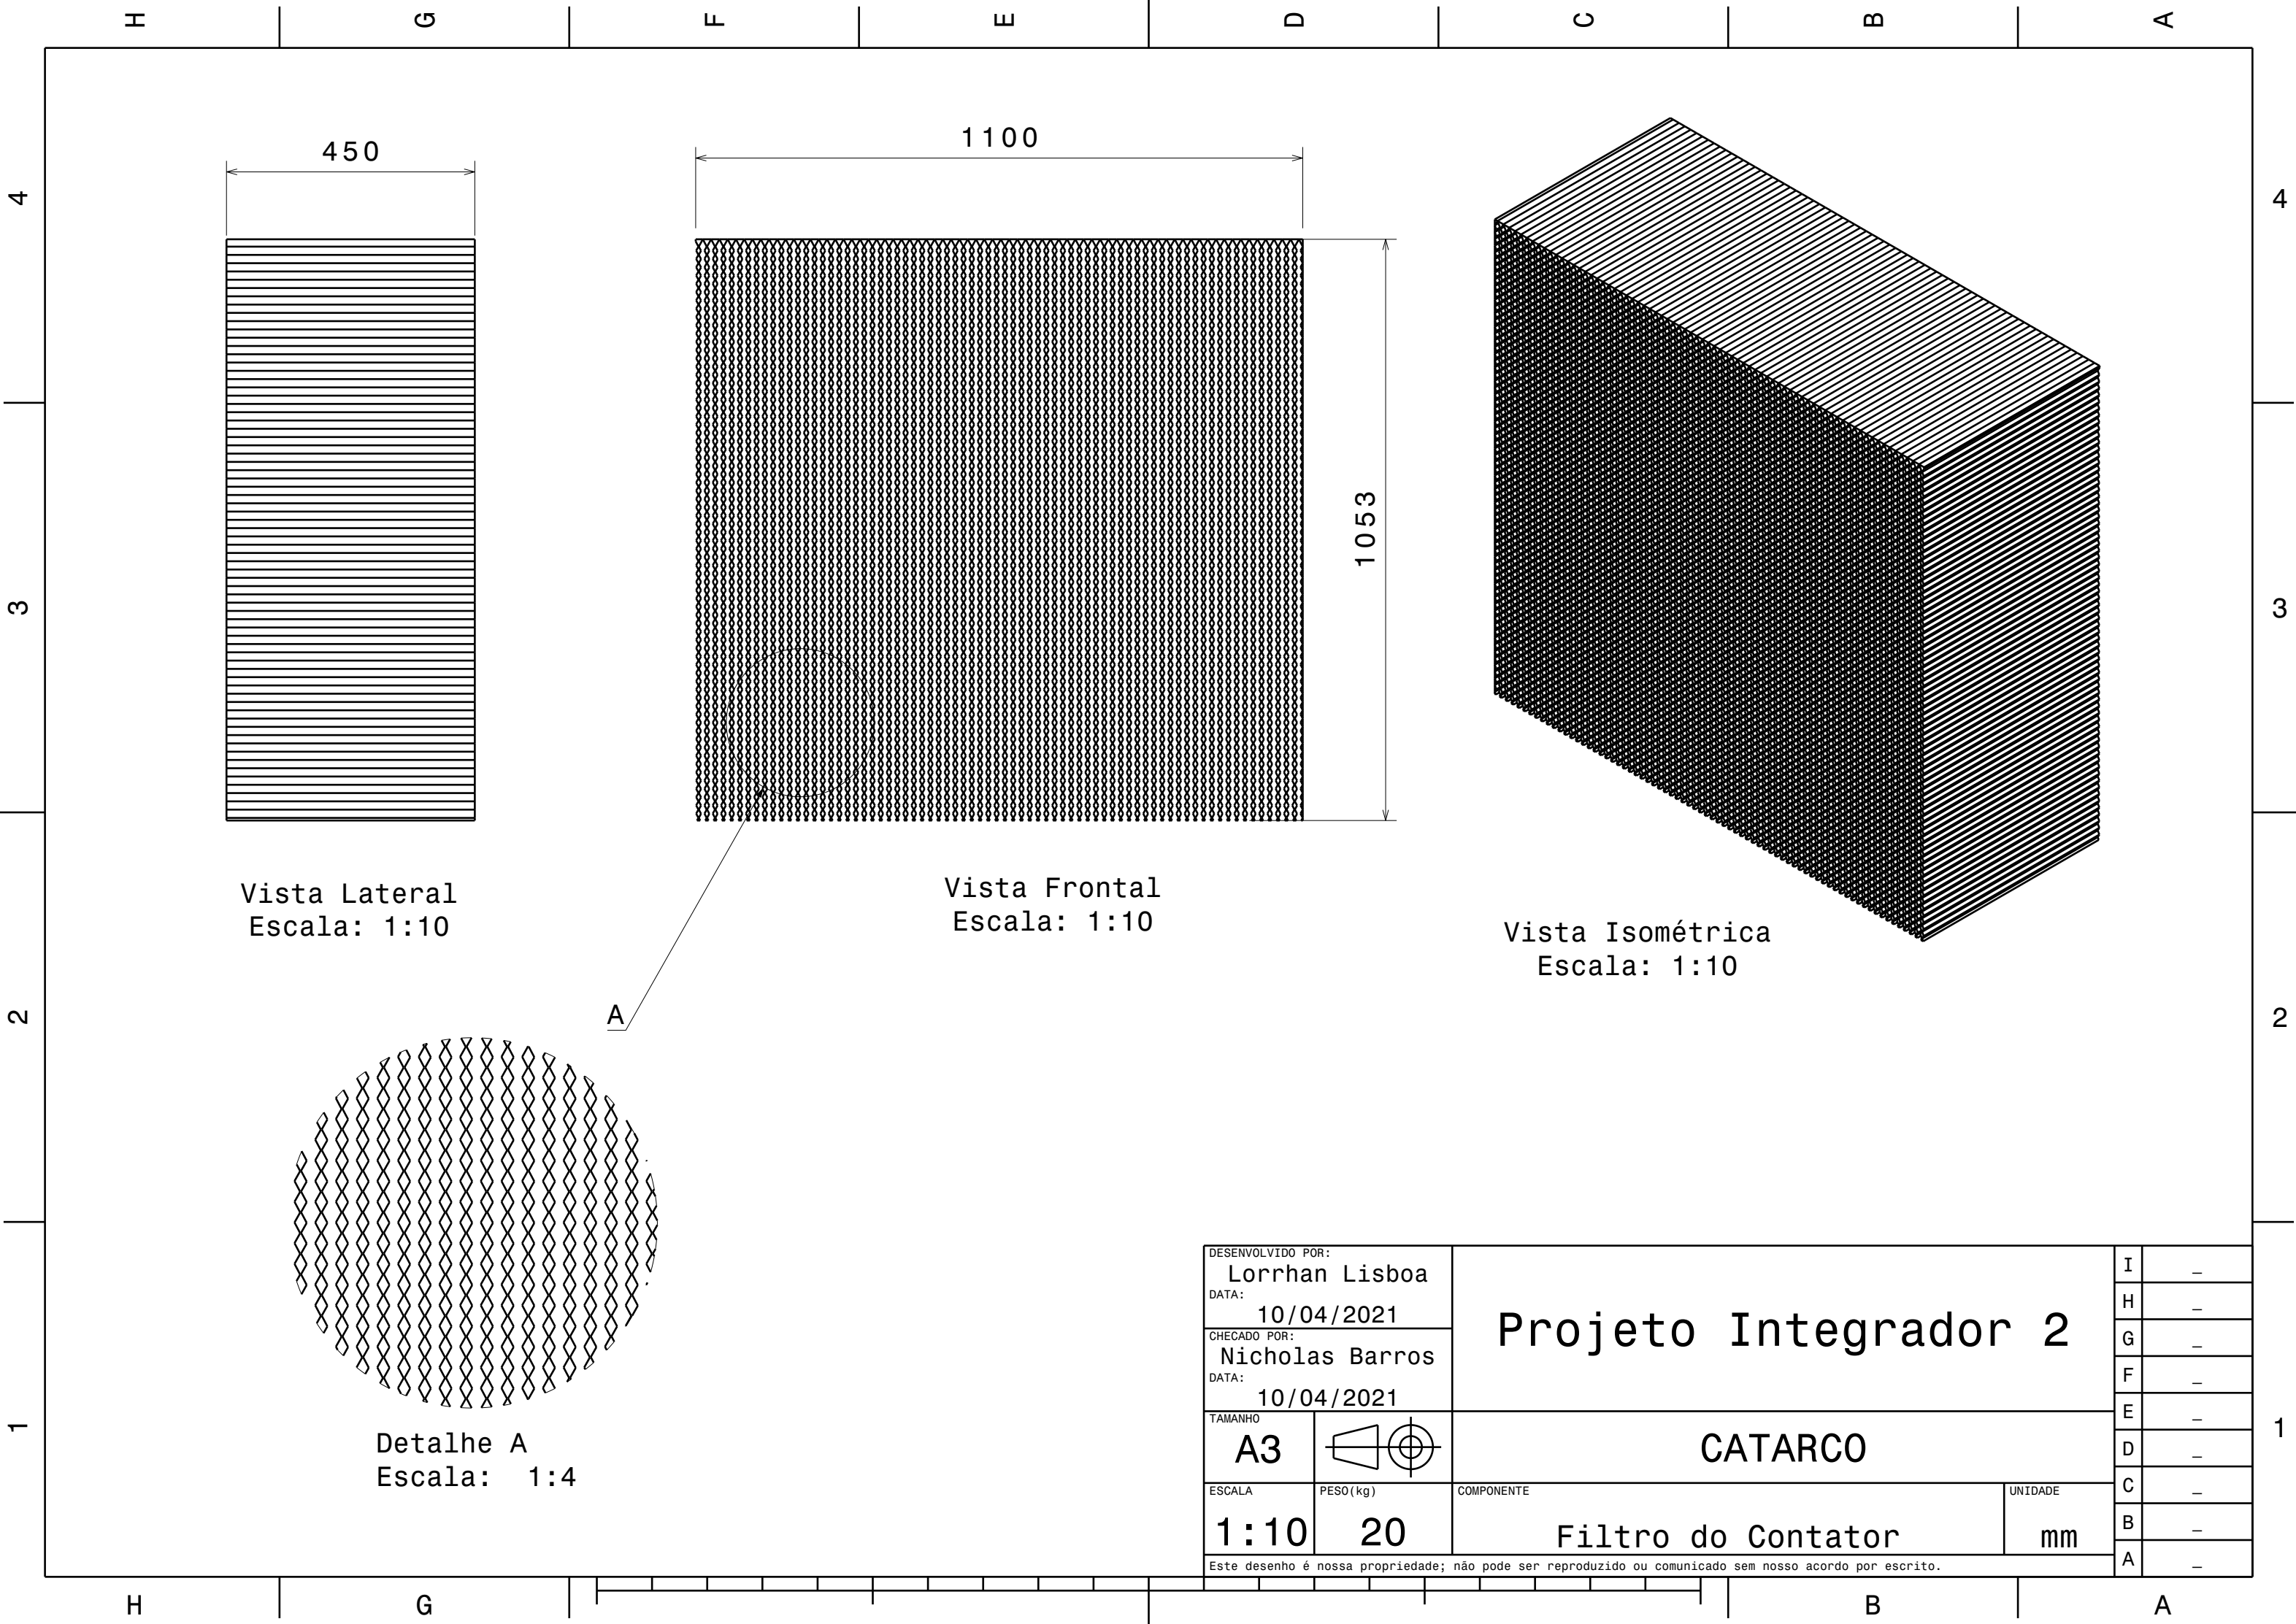 H G F E D C B A
4
4
3
3
2
2
1
1
450
1100
1053
Vista Lateral
Escala: 1:10
Vista Frontal
Escala: 1:10
Vista Isométrica
Escala: 1:10
A
Detalhe A
Escala: 1:4
DESENVOLVIDO POR:
Lorrhan Lisboa
DATA:
10/04/2021
CHECADO POR:
Nicholas Barros
DATA:
10/04/2021
Projeto Integrador 2
TAMANHO
A3
CATARCO
ESCALA
1:10
PESO(kg)
20
COMPONENTE
Filtro do Contator
UNIDADE
mm
Este desenho é nossa propriedade; não pode ser reproduzido ou comunicado sem nosso acordo por escrito.
I _
H _
G _
F _
E _
D _
C _
B _
A _
H G B A